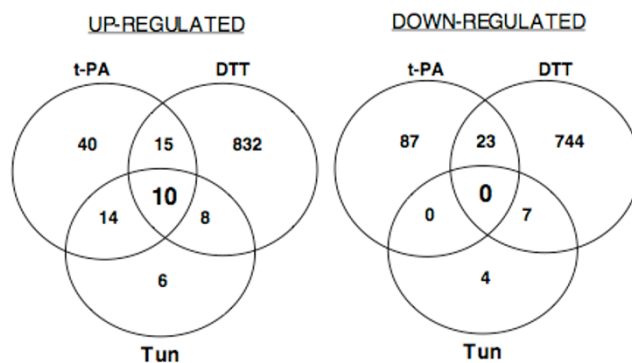 UP-REGULATED DOWN-REGULATED
t-PA DTT t-PA DTT
40 15 832 87 23 744
10 0
14 8 0 7
6 4
Tun Tun